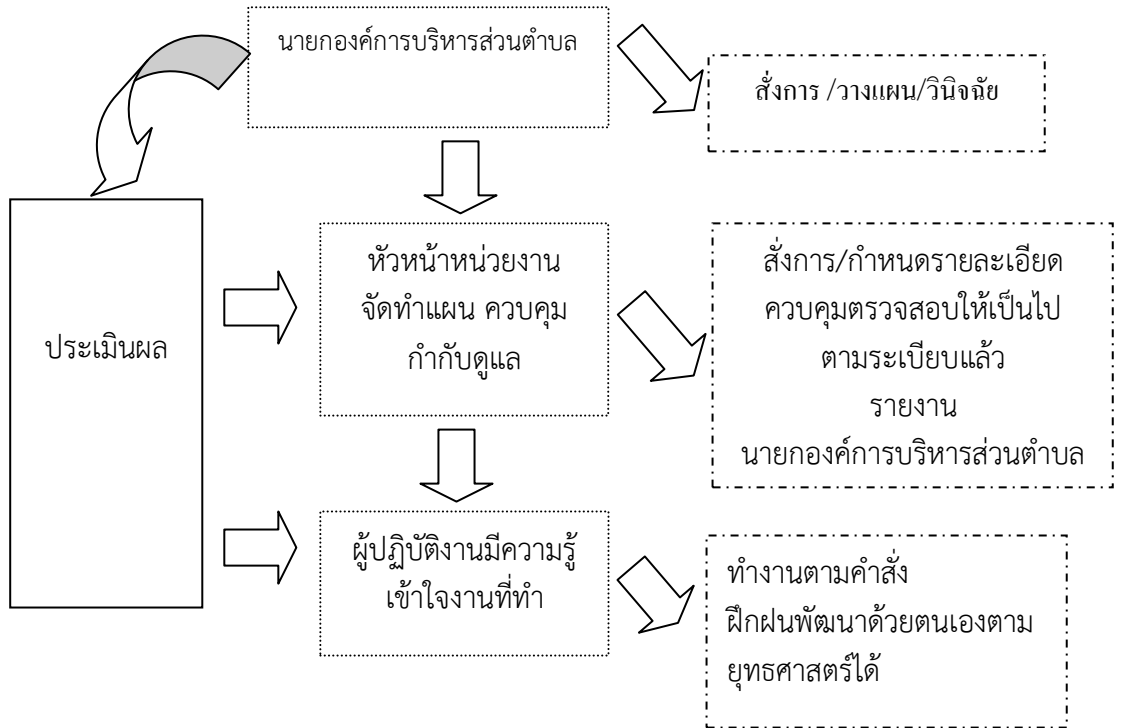 นายกองค์การบริหารส่วนตำบล
สั่งการ /วางแผน/วินิจฉัย
ประเมินผล
หัวหน้าหน่วยงาน
จัดทำแผน ควบคุม
กำกับดูแล
สั่งการ/กำหนดรายละเอียด
ควบคุมตรวจสอบให้เป็นไป
ตามระเบียบแล้ว
รายงาน
นายกองค์การบริหารส่วนตำบล
ผู้ปฏิบัติงานมีความรู้
เข้าใจงานที่ทำ
ทำงานตามคำสั่ง
ฝึกฝนพัฒนาด้วยตนเองตาม
ยุทธศาสตร์ได้